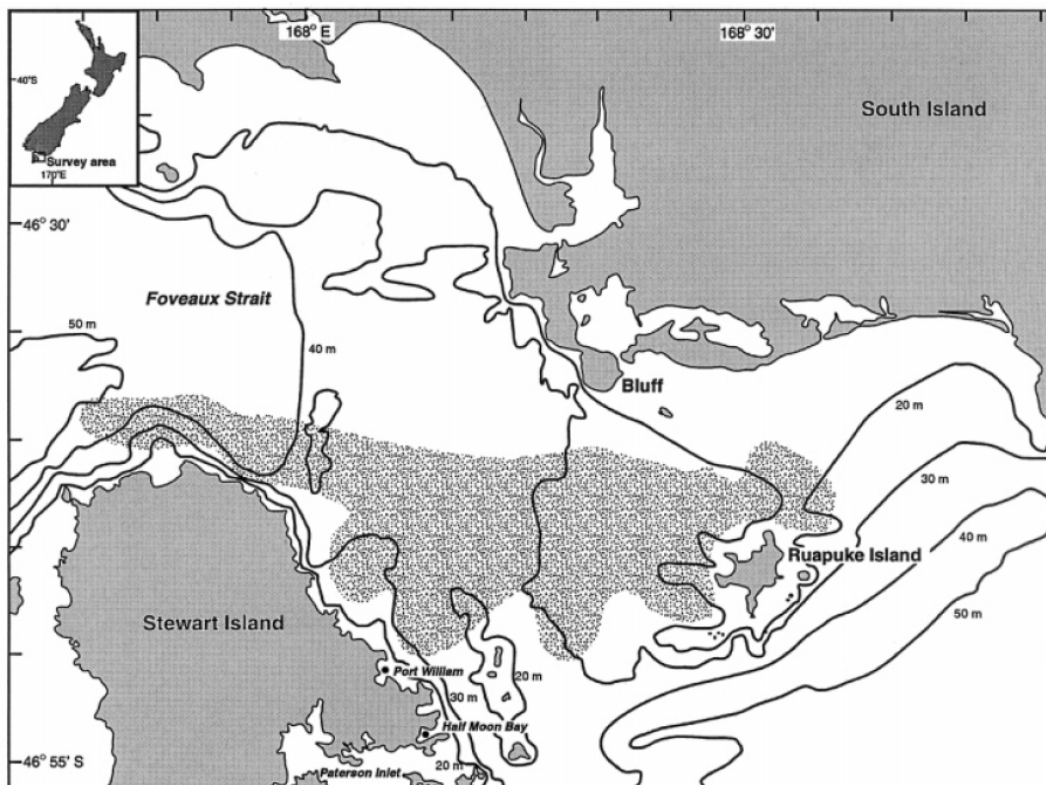 168° E
168° 30'
40°S
South Island
Survey area
170°E
46° 30'
Foveaux Strait
50 m
40 m
Bluff
20 m
30 m
Ruapuke Island
40 m
Stewart Island
50 m
Port William
20 m
30 m
Half Moon Bay
46° 55' S
20 m
Paterson Inlet